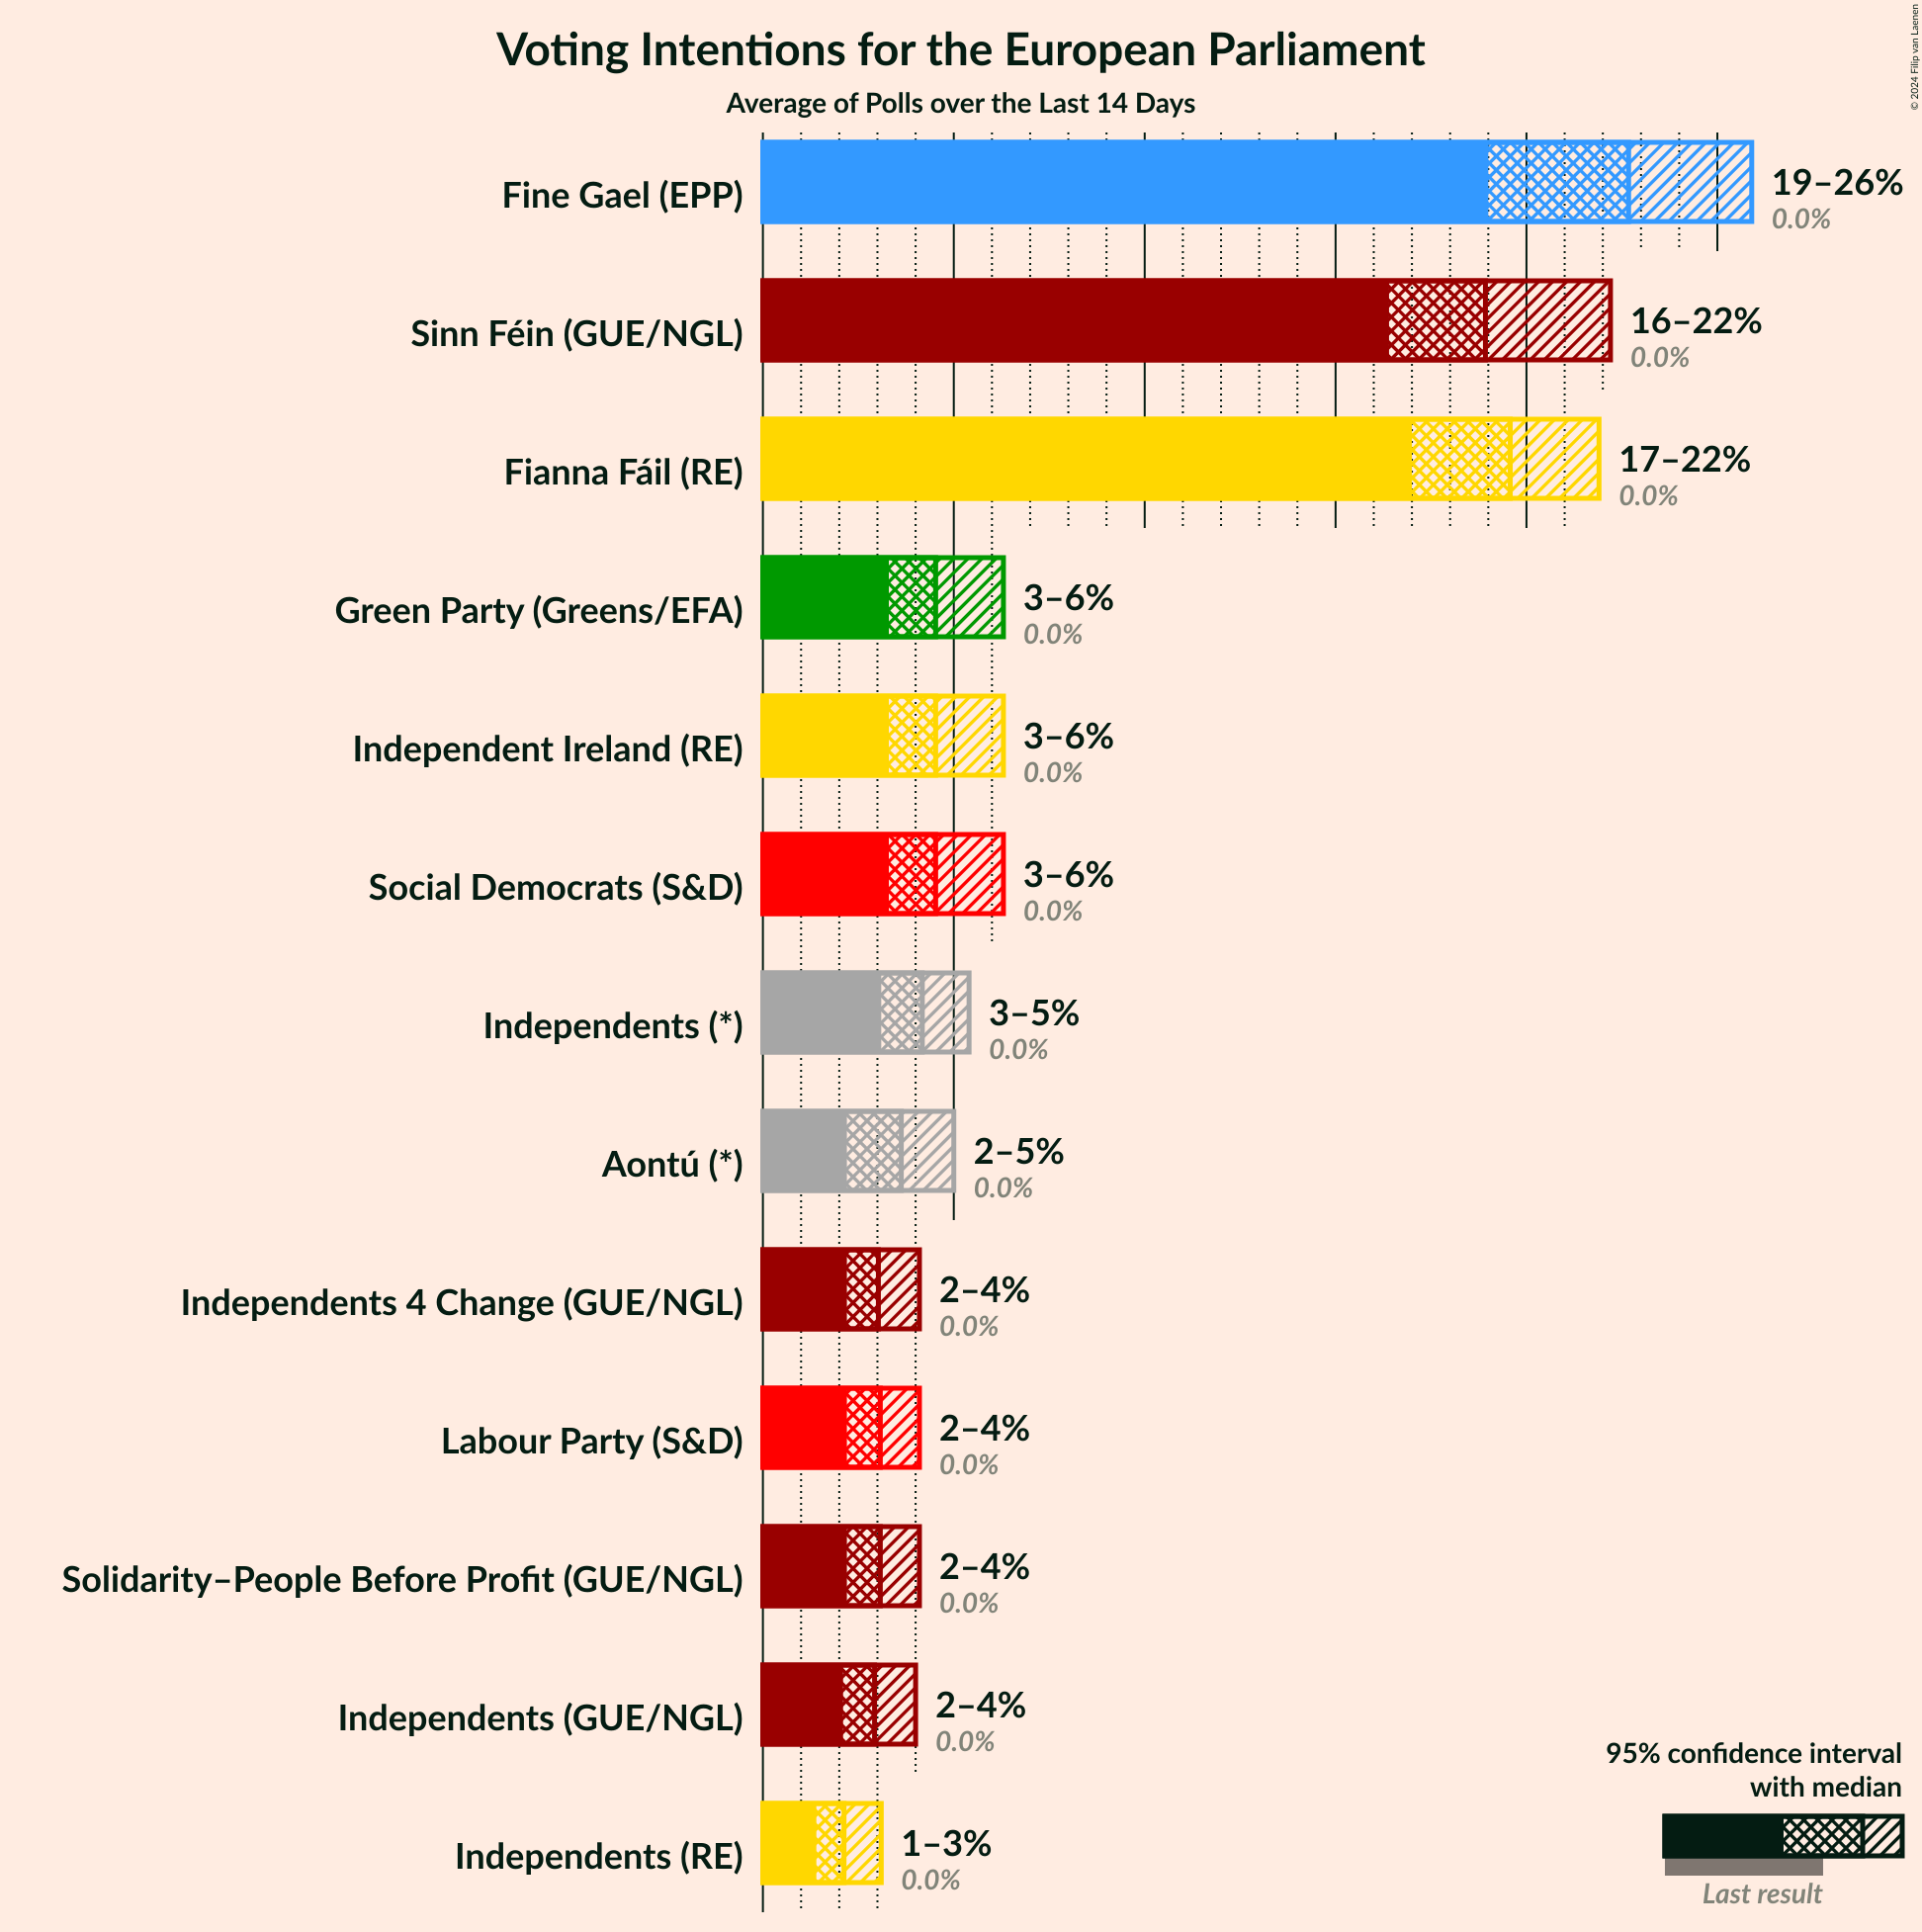 Voting Intentions for the European Parliament
Average of Polls over the Last 14 Days
© 2024 Filip van Laenen
Fine Gael (EPP)
19–26%
0.0%
Sinn Féin (GUE/NGL)
16–22%
0.0%
Fianna Fáil (RE)
17–22%
0.0%
Green Party (Greens/EFA)
3–6%
0.0%
Independent Ireland (RE)
3–6%
0.0%
Social Democrats (S&D)
3–6%
0.0%
Independents (*)
3–5%
0.0%
Aontú (*)
2–5%
0.0%
Independents 4 Change (GUE/NGL)
2–4%
0.0%
Labour Party (S&D)
2–4%
0.0%
Solidarity–People Before Profit (GUE/NGL)
2–4%
0.0%
Independents (GUE/NGL)
2–4%
0.0%
Independents (RE)
1–3%
0.0%
95% confidence interval
with median
Last result